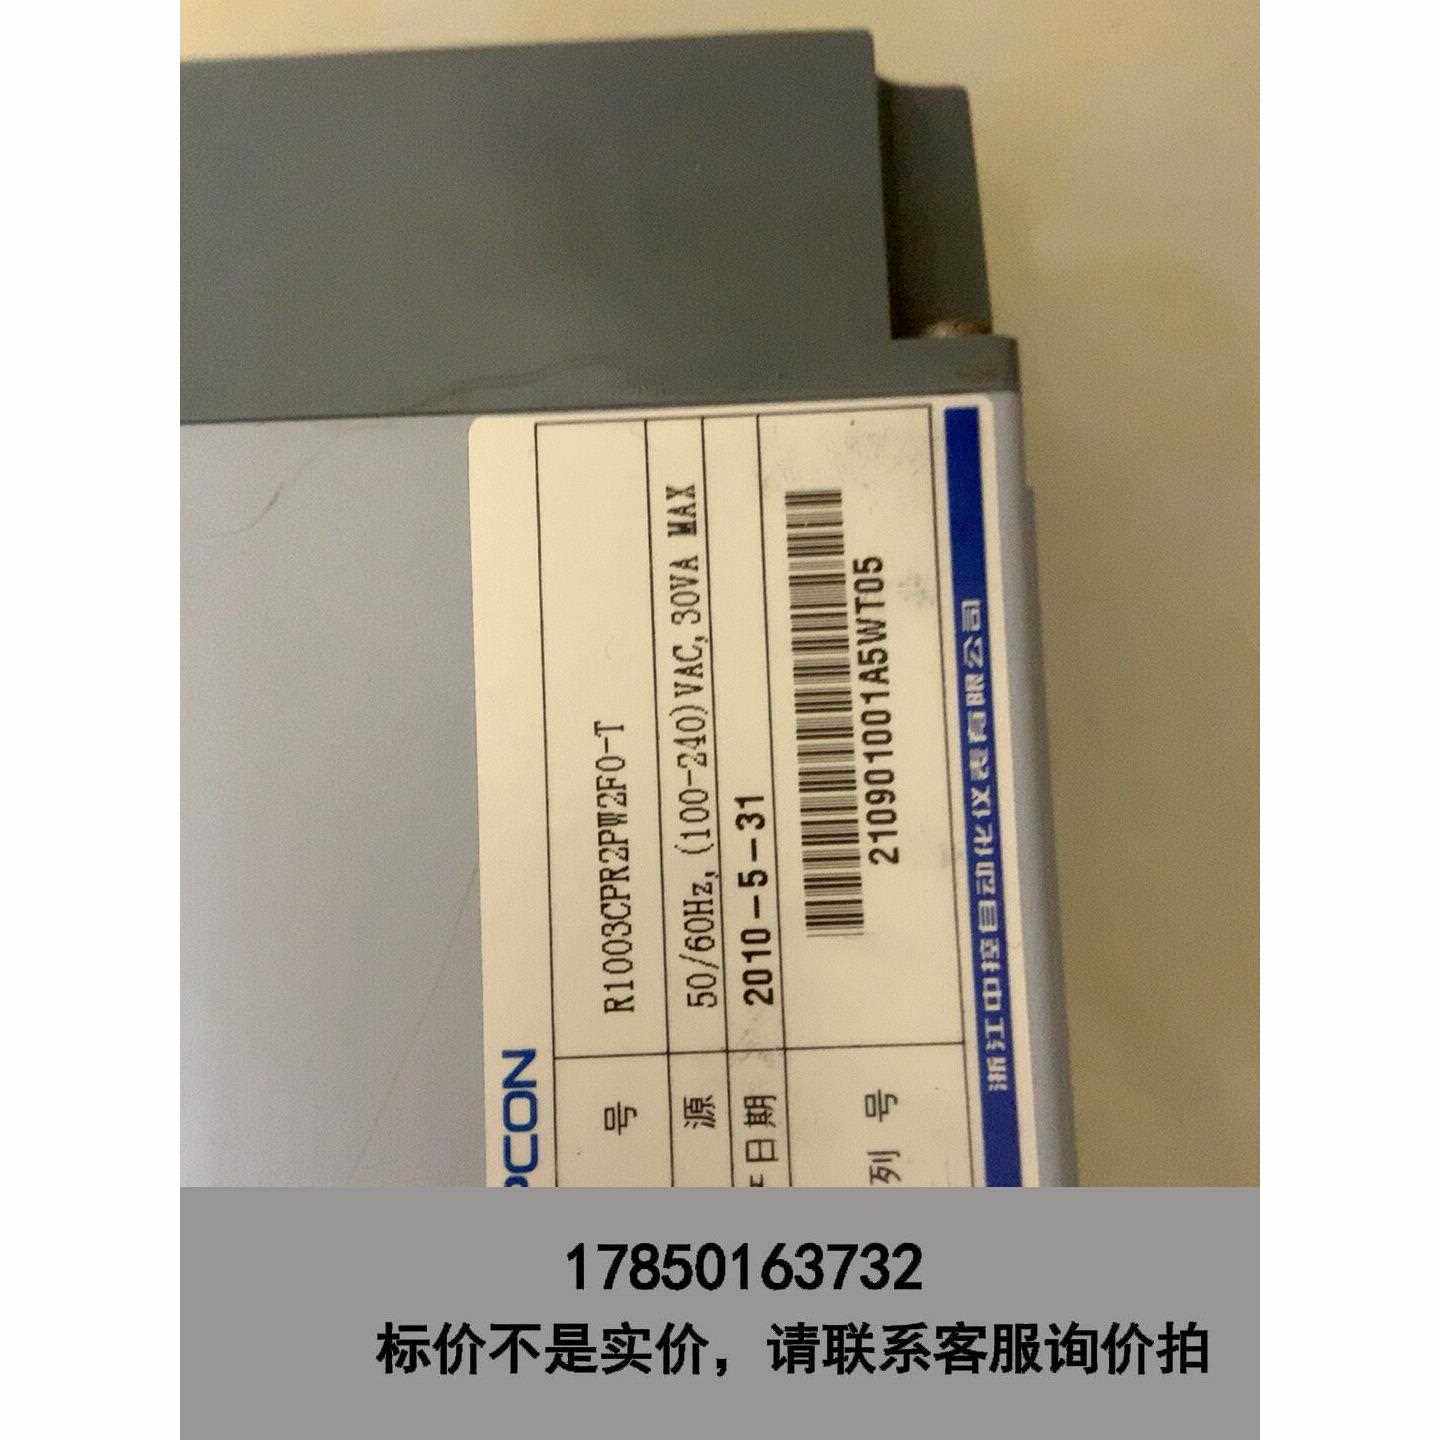 PCON
号 R1003CPR2PW2F0-T
源 50/60Hz, (100-240)VAC, 30VA MAX
日期 2010-5-31
列号 210901001A5WT05
浙江中控自动化仪表有限公司
17850163732
标价不是实价，请联系客服询价拍